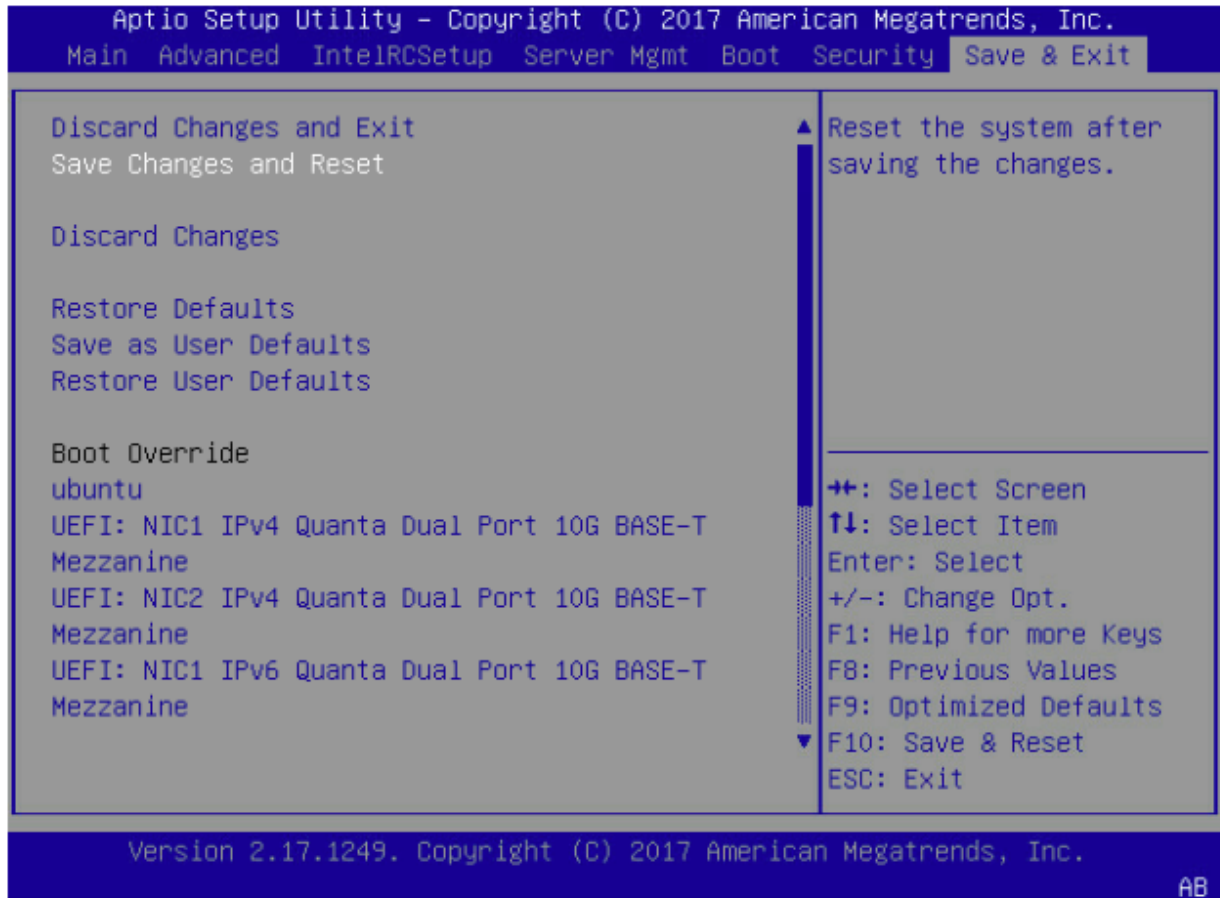 Aptio Setup Utility – Copyright (C) 2017 American Megatrends, Inc.
Main Advanced IntelRCSetup Server Mgmt Boot Security Save & Exit
Discard Changes and Exit
Save Changes and Reset
Discard Changes
Restore Defaults
Save as User Defaults
Restore User Defaults
Boot Override
ubuntu
UEFI: NIC1 IPv4 Quanta Dual Port 10G BASE-T
Mezzanine
UEFI: NIC2 IPv4 Quanta Dual Port 10G BASE-T
Mezzanine
UEFI: NIC1 IPv6 Quanta Dual Port 10G BASE-T
Mezzanine
Reset the system after
saving the changes.
→←: Select Screen
↑↓: Select Item
Enter: Select
+/-: Change Opt.
F1: Help for more Keys
F8: Previous Values
F9: Optimized Defaults
F10: Save & Reset
ESC: Exit
Version 2.17.1249. Copyright (C) 2017 American Megatrends, Inc.
AB